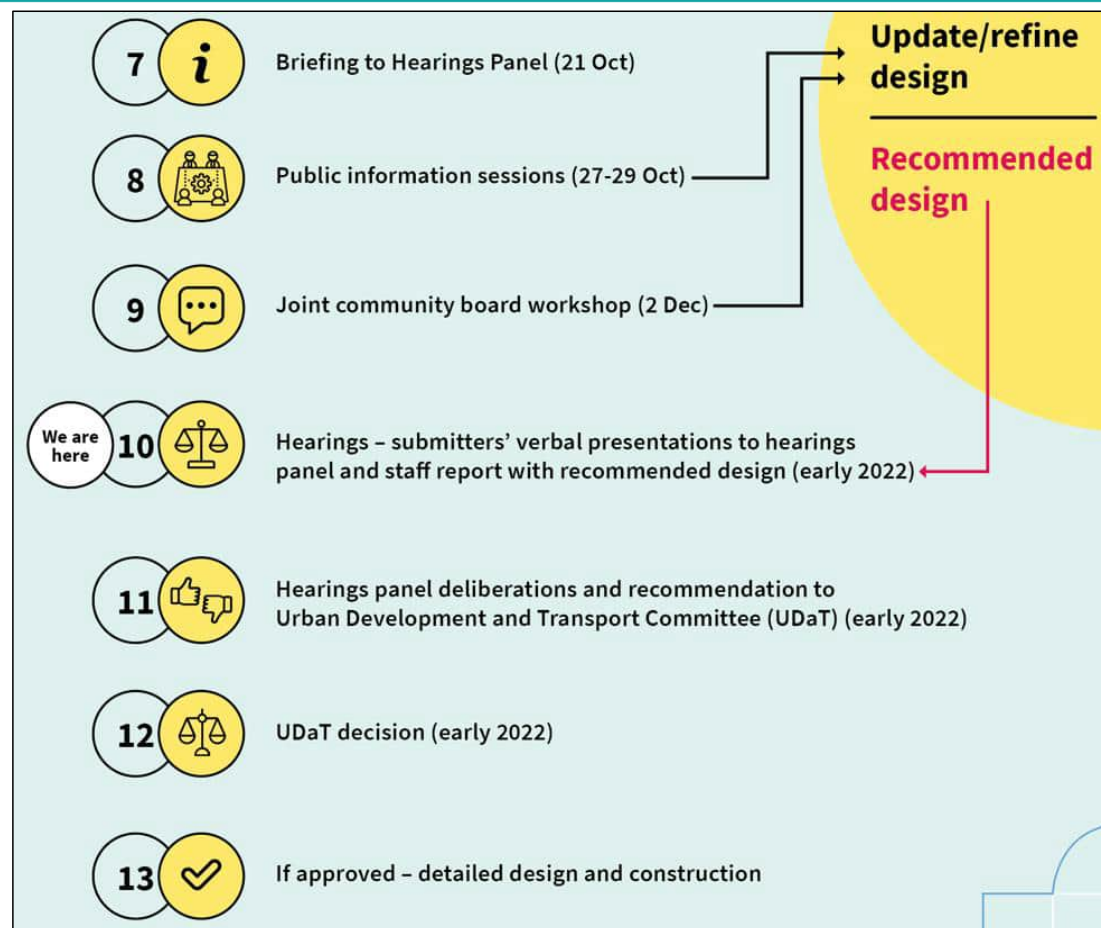 7 i Briefing to Hearings Panel (21 Oct)
8 Public information sessions (27-29 Oct)
9 Joint community board workshop (2 Dec)
We are
here
10 Hearings – submitters’ verbal presentations to hearings
panel and staff report with recommended design (early 2022)
11 Hearings panel deliberations and recommendation to
Urban Development and Transport Committee (UDaT) (early 2022)
12 UDaT decision (early 2022)
13 If approved – detailed design and construction
Update/refine
design
Recommended
design